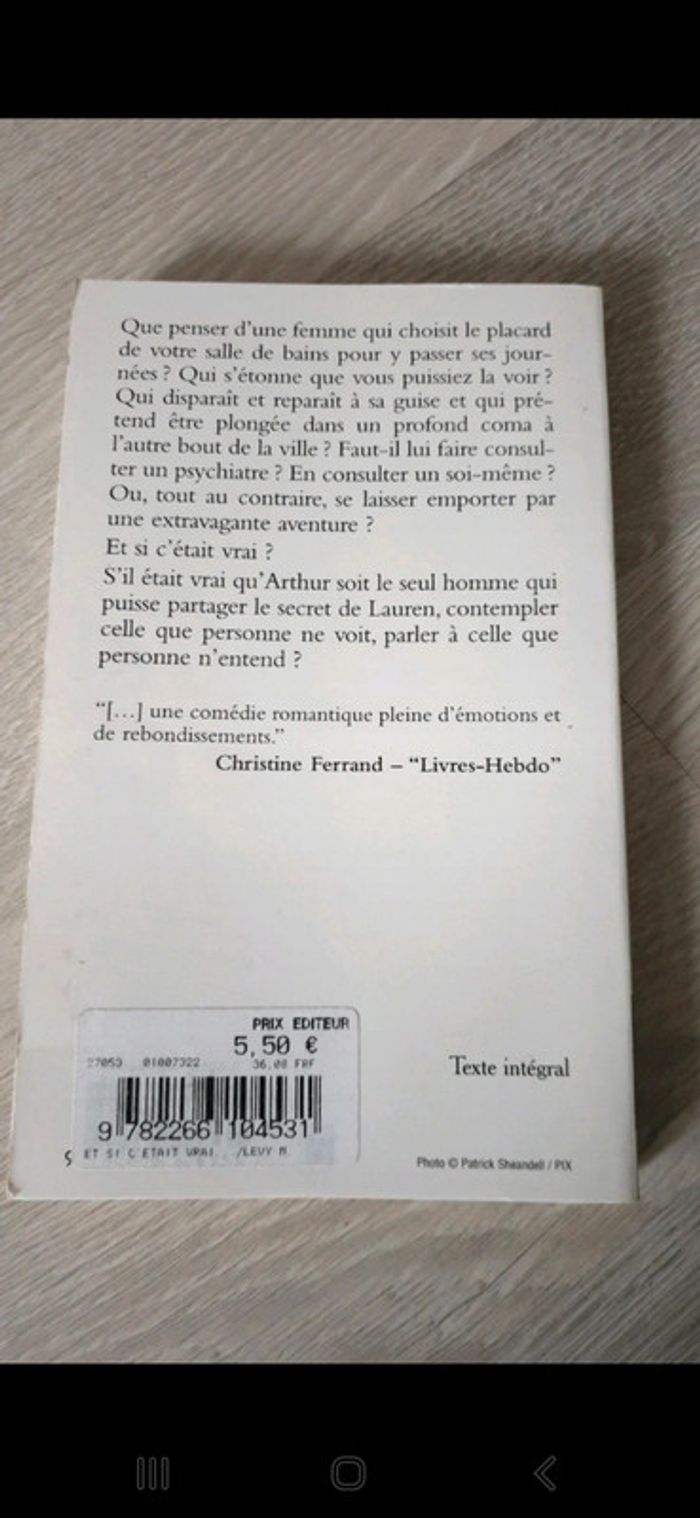 Que penser d'une femme qui choisit le placard
de votre salle de bains pour y passer ses jour-
nées ? Qui s'étonne que vous puissiez la voir ?
Qui disparaît et reparaît à sa guise et qui pré-
tend être plongée dans un profond coma à
l'autre bout de la ville ? Faut-il lui faire consul-
ter un psychiatre ? En consulter un soi-même ?
Ou, tout au contraire, se laisser emporter par
une extravagante aventure ?
Et si c'était vrai ?
S'il était vrai qu'Arthur soit le seul homme qui
puisse partager le secret de Lauren, contempler
celle que personne ne voit, parler à celle que
personne n'entend ?
“[...] une comédie romantique pleine d'émotions et
de rebondissements.”
Christine Ferrand – “Livres-Hebdo”
PRIX EDITEUR
5,50 €
27053 01007322 36,08 FRF
Texte intégral
9 782266 104531
ET SI C ETAIT VRAI... /LEVY M.
Photo © Patrick Sheandell / PIX